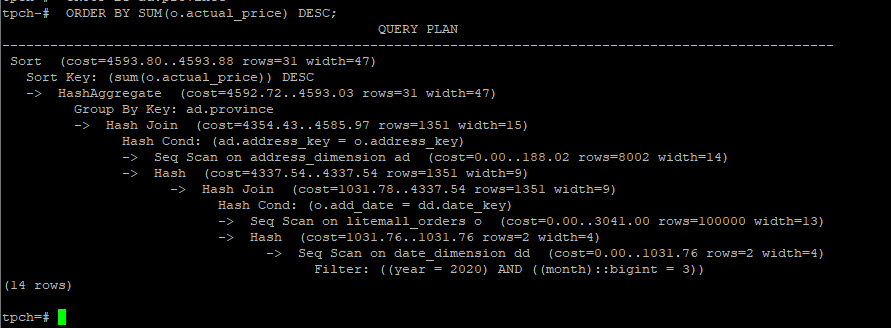 tpch-#  ORDER BY SUM(o.actual_price) DESC;
                                               QUERY PLAN
--------------------------------------------------------------------------------------------------------
 Sort  (cost=4593.80..4593.88 rows=31 width=47)
   Sort Key: (sum(o.actual_price)) DESC
   ->  HashAggregate  (cost=4592.72..4593.03 rows=31 width=47)
         Group By Key: ad.province
         ->  Hash Join  (cost=4354.43..4585.97 rows=1351 width=15)
               Hash Cond: (ad.address_key = o.address_key)
               ->  Seq Scan on address_dimension ad  (cost=0.00..188.02 rows=8002 width=14)
               ->  Hash  (cost=4337.54..4337.54 rows=1351 width=9)
                     ->  Hash Join  (cost=1031.78..4337.54 rows=1351 width=9)
                           Hash Cond: (o.add_date = dd.date_key)
                           ->  Seq Scan on litemall_orders o  (cost=0.00..3041.00 rows=100000 width=13)
                           ->  Hash  (cost=1031.76..1031.76 rows=2 width=4)
                                 ->  Seq Scan on date_dimension dd  (cost=0.00..1031.76 rows=2 width=4)
                                       Filter: ((year = 2020) AND ((month)::bigint = 3))
(14 rows)
tpch=#